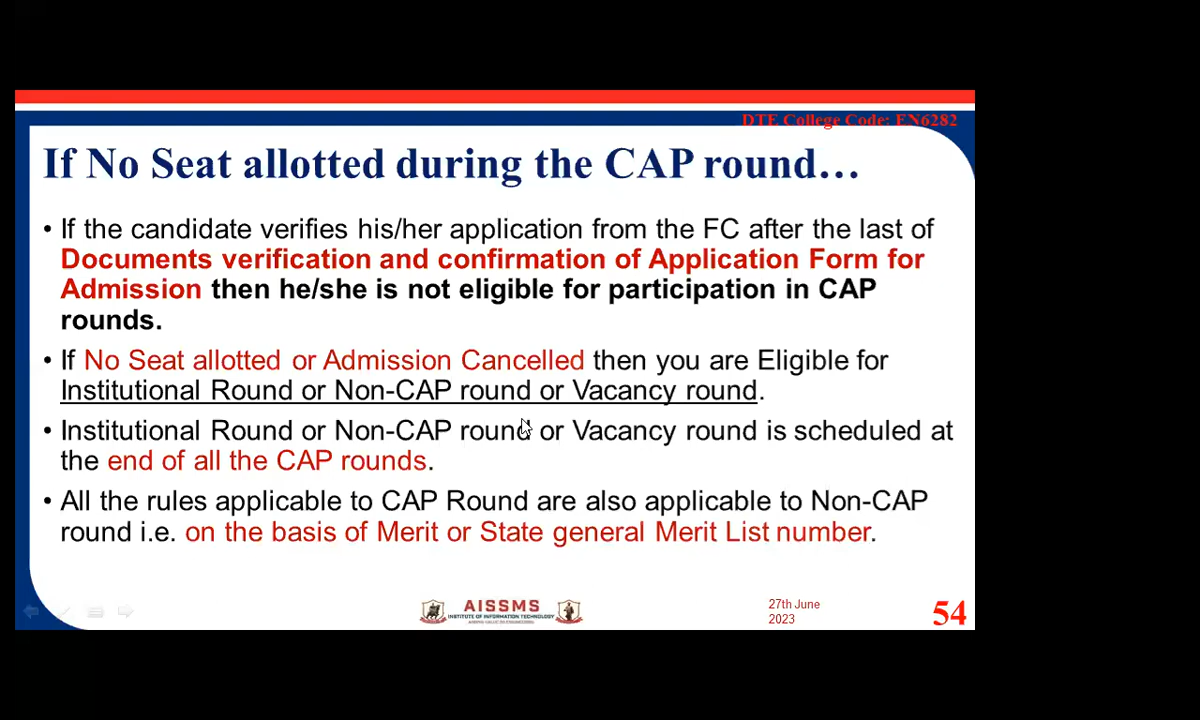 DTE College Code: EN6282
If No Seat allotted during the CAP round…
• If the candidate verifies his/her application from the FC after the last of
Documents verification and confirmation of Application Form for
Admission then he/she is not eligible for participation in CAP
rounds.
• If No Seat allotted or Admission Cancelled then you are Eligible for
Institutional Round or Non-CAP round or Vacancy round.
• Institutional Round or Non-CAP round or Vacancy round is scheduled at
the end of all the CAP rounds.
• All the rules applicable to CAP Round are also applicable to Non-CAP
round i.e. on the basis of Merit or State general Merit List number.
AISSMS
INSTITUTE OF INFORMATION TECHNOLOGY
27th June
2023
54